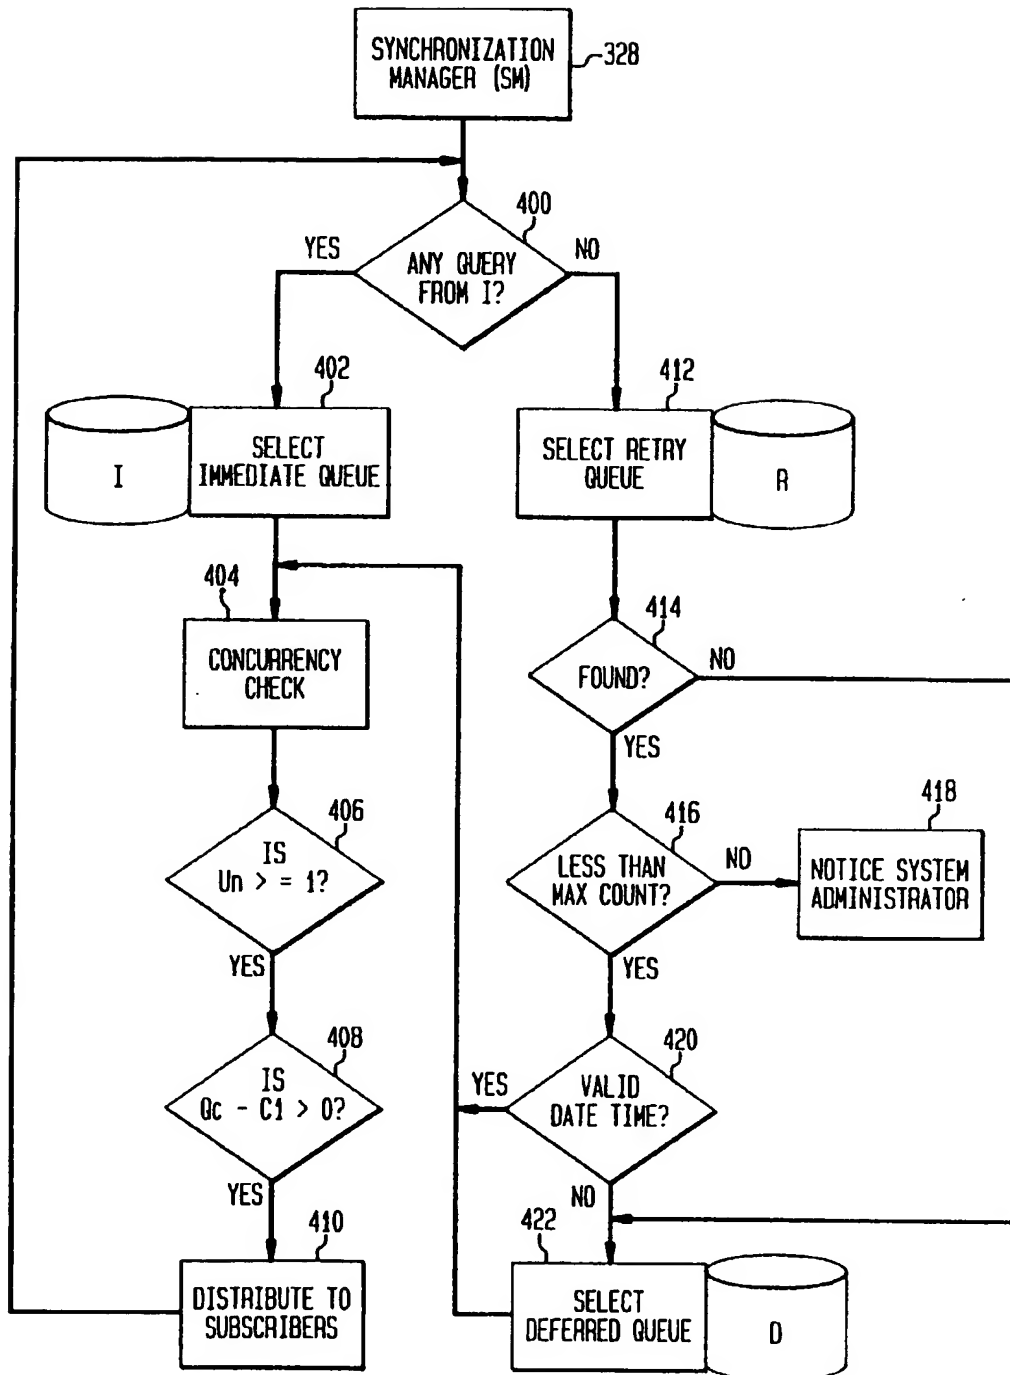 SYNCHRONIZATION
MANAGER (SM)
328
400
YES
NO
ANY QUERY
FROM I?
402
412
I
SELECT
IMMEDIATE QUEUE
SELECT RETRY
QUEUE
R
404
414
CONCURRENCY
CHECK
FOUND?
NO
YES
406
416
418
IS
Un > = 1?
LESS THAN
MAX COUNT?
NO
NOTICE SYSTEM
ADMINISTRATOR
YES
YES
408
420
IS
Qc - C1 > 0?
YES
VALID
DATE TIME?
YES
NO
410
422
DISTRIBUTE TO
SUBSCRIBERS
SELECT
DEFERRED QUEUE
D